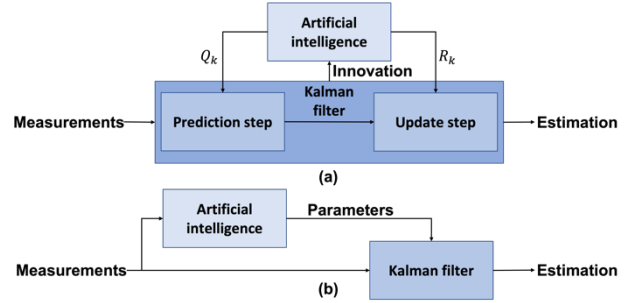 Artificial
intelligence
Q_k
R_k
Innovation
Kalman
filter
Measurements
Prediction step
Update step
Estimation
(a)
Artificial
intelligence
Parameters
Measurements
Kalman filter
Estimation
(b)